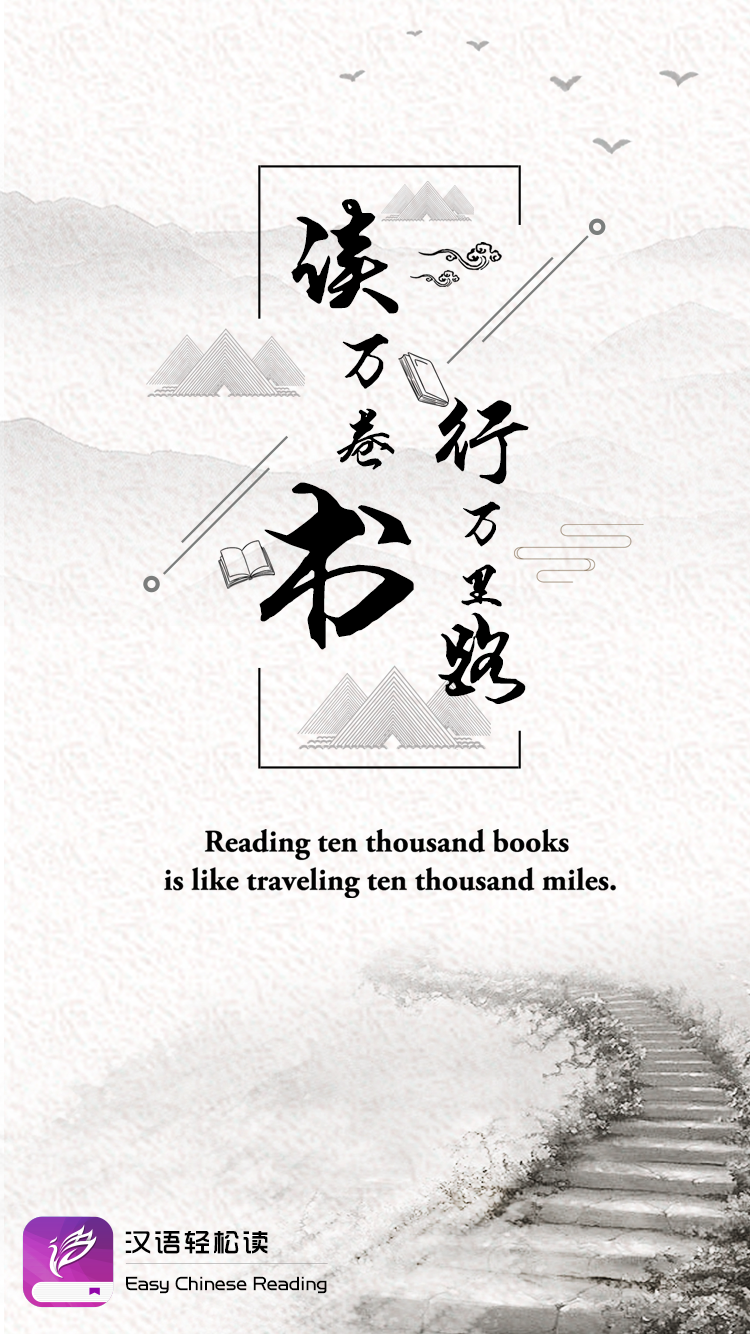 读万卷书
行万里路
Reading ten thousand books
is like traveling ten thousand miles.
汉语轻松读
Easy Chinese Reading